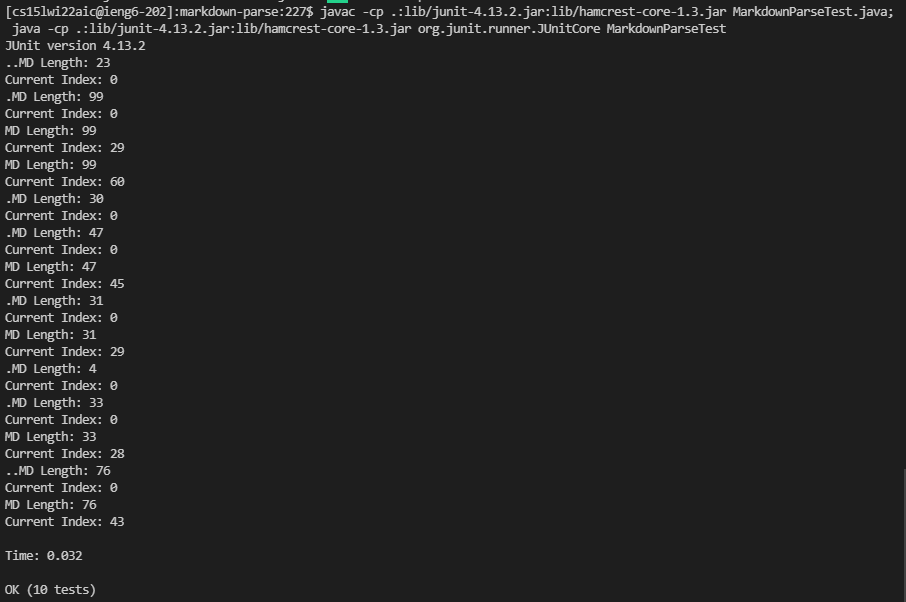 [cs15lwi22aic@ieng6-202]:markdown-parse:227$ javac -cp .:lib/junit-4.13.2.jar:lib/hamcrest-core-1.3.jar MarkdownParseTest.java;
 java -cp .:lib/junit-4.13.2.jar:lib/hamcrest-core-1.3.jar org.junit.runner.JUnitCore MarkdownParseTest
JUnit version 4.13.2
..MD Length: 23
Current Index: 0
.MD Length: 99
Current Index: 0
MD Length: 99
Current Index: 29
MD Length: 99
Current Index: 60
.MD Length: 30
Current Index: 0
.MD Length: 47
Current Index: 0
MD Length: 47
Current Index: 45
.MD Length: 31
Current Index: 0
MD Length: 31
Current Index: 29
.MD Length: 4
Current Index: 0
.MD Length: 33
Current Index: 0
MD Length: 33
Current Index: 28
..MD Length: 76
Current Index: 0
MD Length: 76
Current Index: 43

Time: 0.032

OK (10 tests)